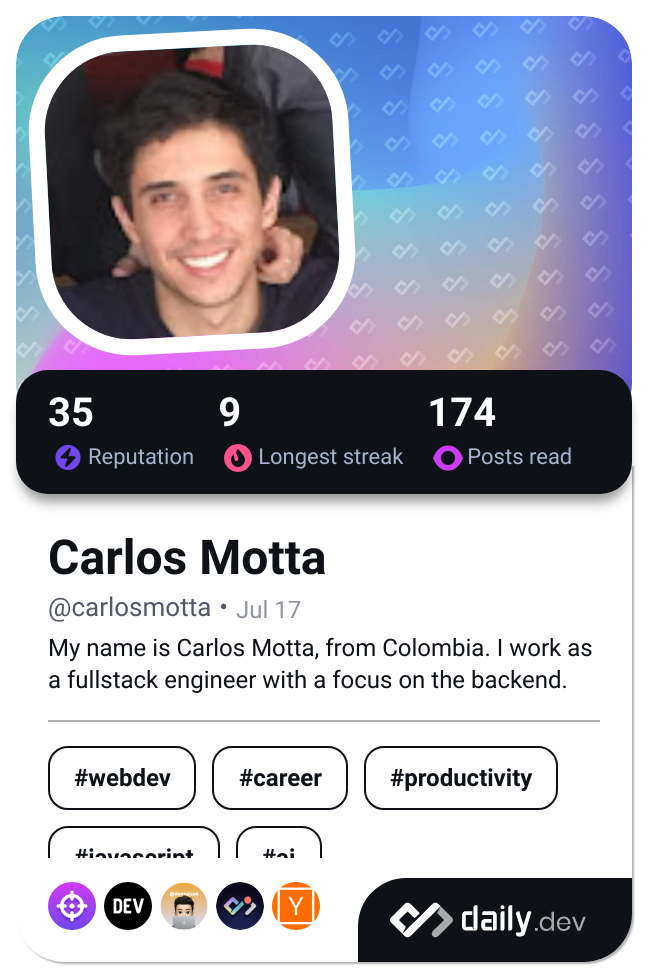 35 9 174
Reputation Longest streak Posts read
Carlos Motta
@carlosmotta • Jul 17
My name is Carlos Motta, from Colombia. I work as
a fullstack engineer with a focus on the backend.
#webdev #career #productivity
#javascript #ai
DEV Y
daily.dev